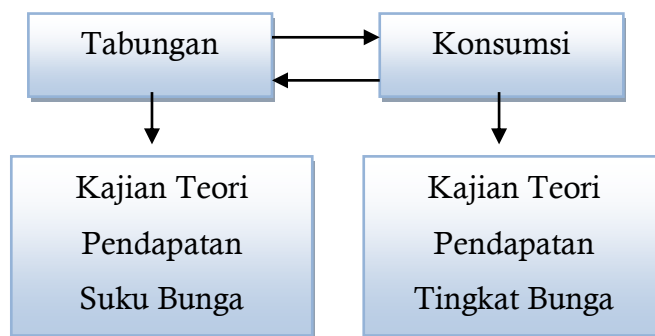 Tabungan
Konsumsi
Kajian Teori
Pendapatan
Suku Bunga
Kajian Teori
Pendapatan
Tingkat Bunga